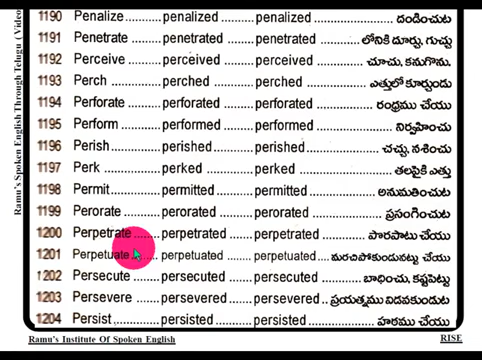 1190 Penalize ........ penalized ........ penalized ........ దండించుట
1191 Penetrate ........ penetrated ........ penetrated ........ లోనికి దూర్చు, గుచ్చు
1192 Perceive ........ perceived ........ perceived ........ చూచు, కనుగొను,
1193 Perch ........ perched ........ perched ........ ఎత్తులో కూర్చుండు
1194 Perforate ........ perforated ........ perforated ........ రంధ్రము చేయు
1195 Perform ........ performed ........ performed ........ నిర్వహించు
1196 Perish ........ perished ........ perished ........ చచ్చు, నశించు
1197 Perk ........ perked ........ perked ........ తలపైకి ఎత్తు
1198 Permit ........ permitted ........ permitted ........ అనుమతించుట
1199 Perorate ........ perorated ........ perorated ........ ప్రసంగించుట
1200 Perpetrate ........ perpetrated ........ perpetrated ........ పొరపాటు చేయు
1201 Perpetuate ........ perpetuated ........ perpetuated ........ మరచిపోకుండునట్లు చేయు
1202 Persecute ........ persecuted ........ persecuted ........ బాధించు, కష్టపెట్టు
1203 Persevere ........ persevered ........ persevered .. ప్రయత్నము నిడవకుండుట
1204 Persist ........ persisted ........ persisted ........ హఠము చేయు
Ramu's Spoken English Through Telugu ( Videos
Ramu's Institute Of Spoken English RISE